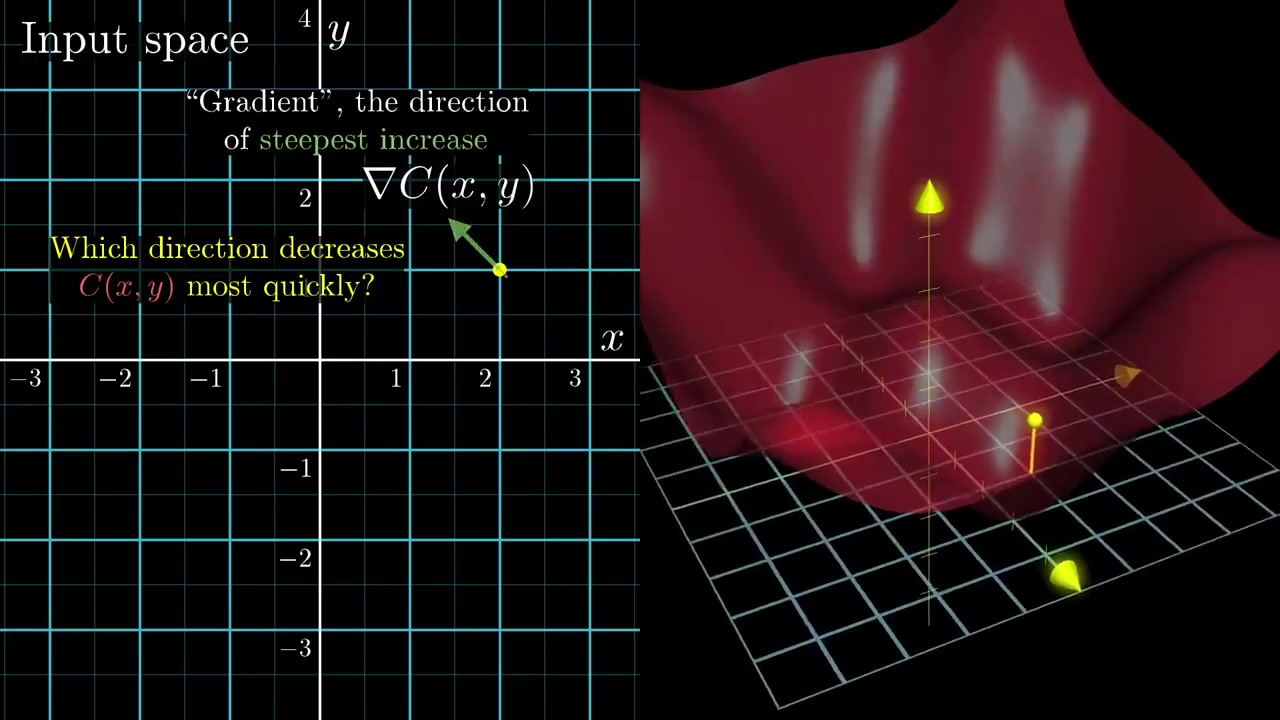 Input space
4
y
“Gradient”, the direction
of steepest increase
∇C(x, y)
2
Which direction decreases
C(x, y) most quickly?
x
−3 −2 −1 1 2 3
−1
−2
−3